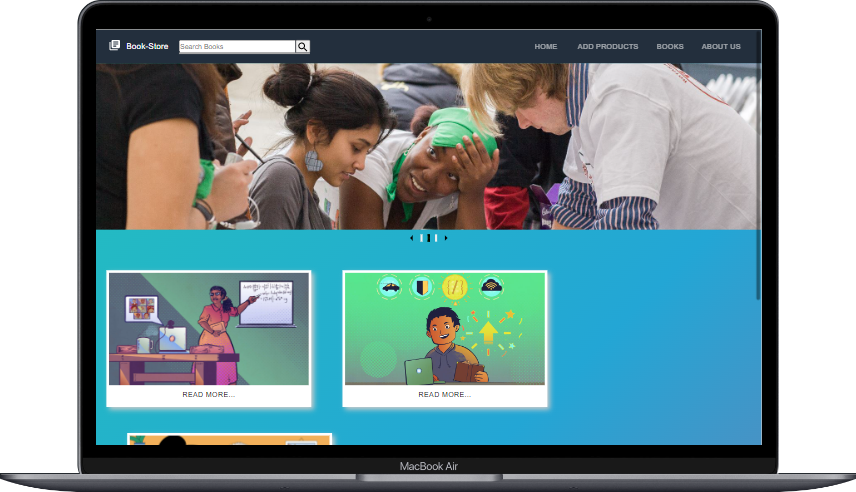 Book-Store
Search Books
HOME
ADD PRODUCTS
BOOKS
ABOUT US
READ MORE...
READ MORE...
MacBook Air